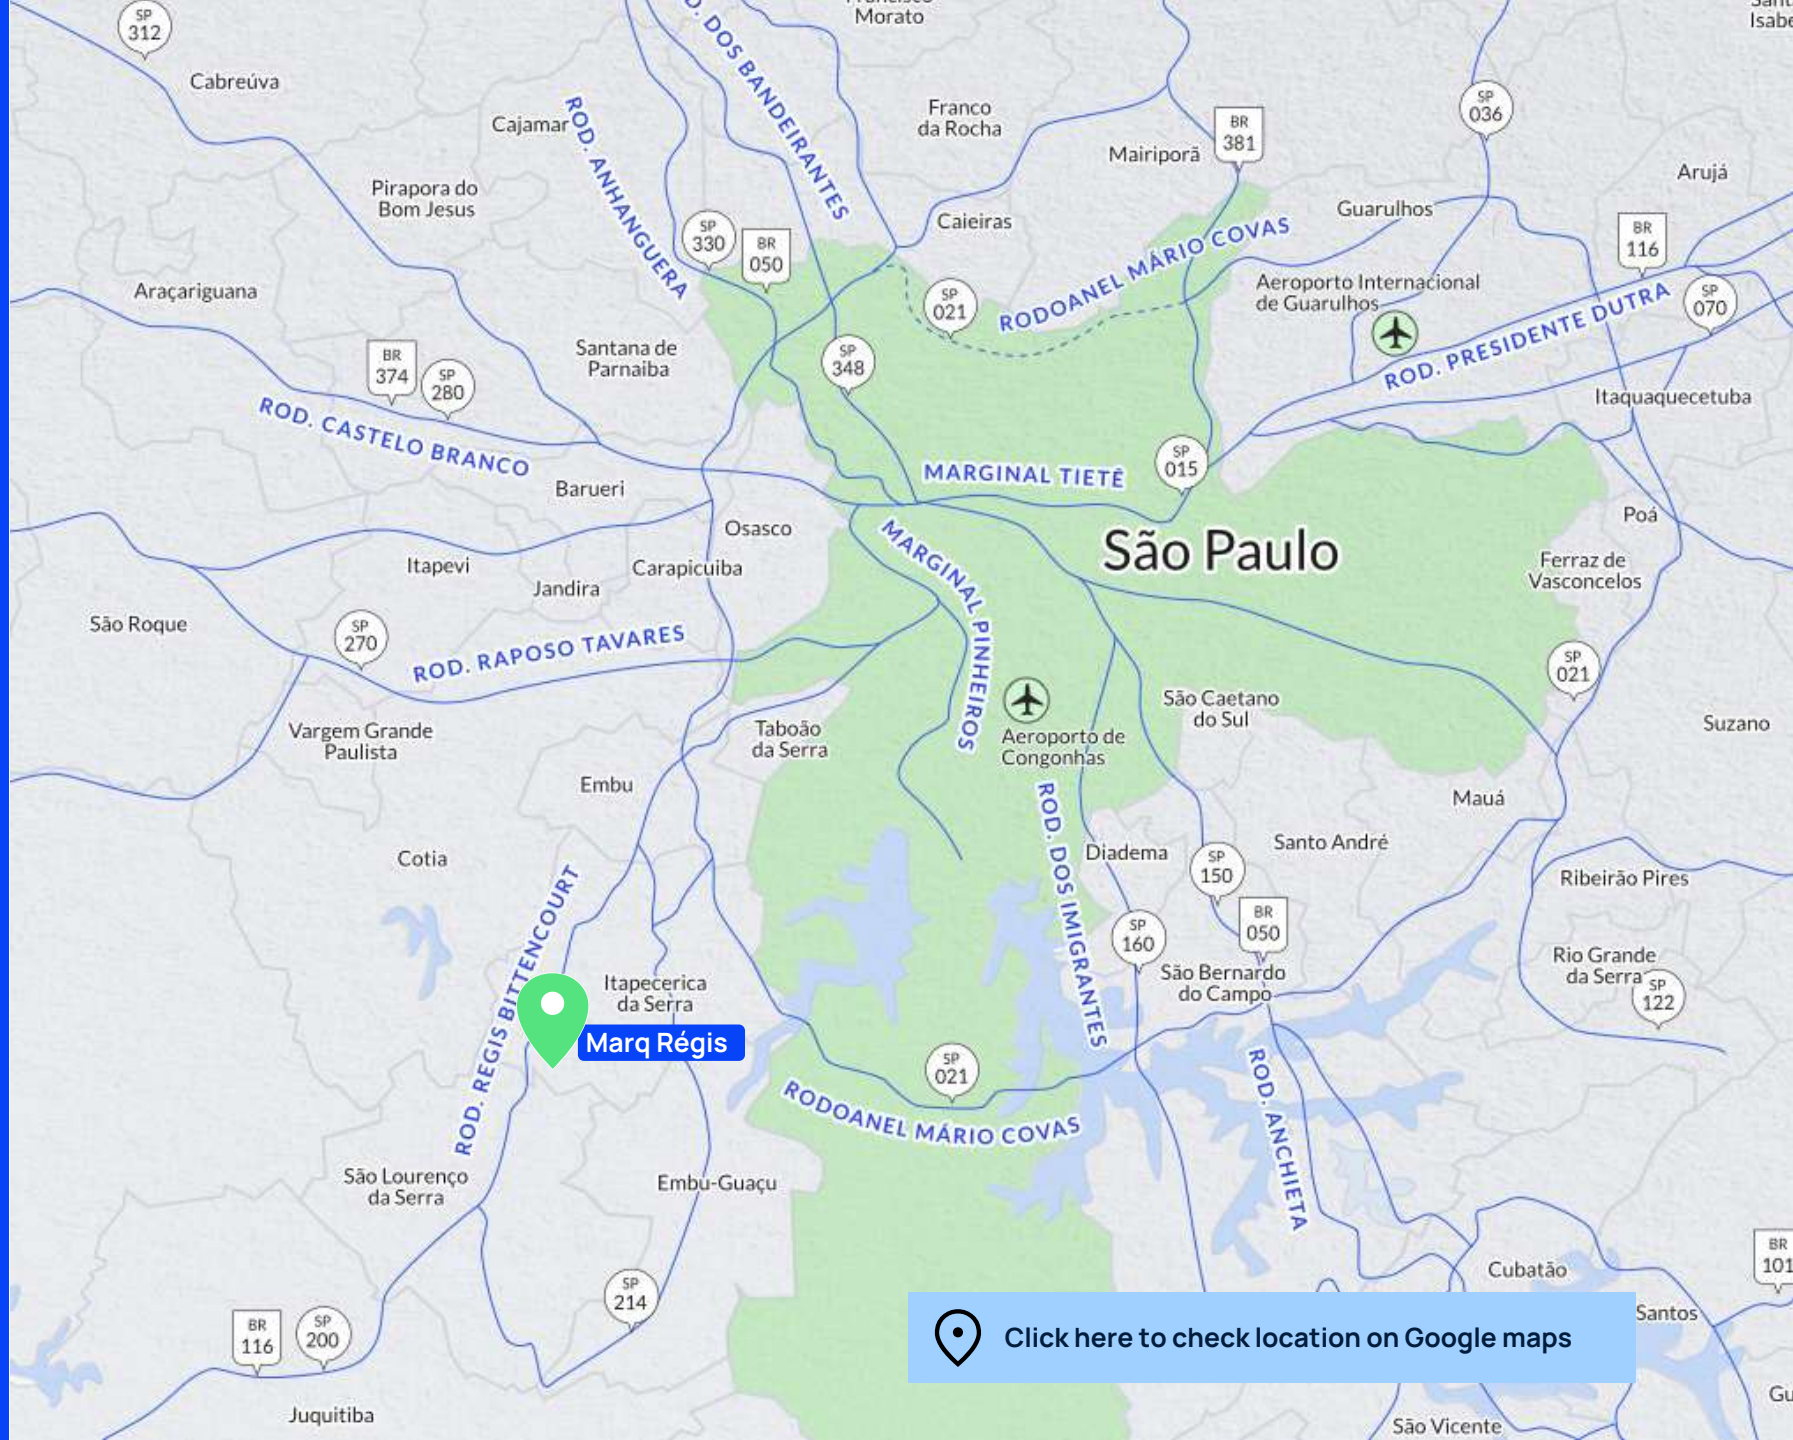 Morato
Isabe
SP
312
D. DOS BANDEIRANTES
Cabreúva
Cajamar
ROD. ANHANGUERA
Franco
da Rocha
SP
036
BR
381
Mairiporã
Arujá
Pirapora do
Bom Jesus
Guarulhos
Caieiras
SP
330
BR
050
RODOANEL MÁRIO COVAS
BR
116
Araçariguana
SP
021
Aeroporto Internacional
de Guarulhos
SP
070
ROD. PRESIDENTE DUTRA
BR
374
SP
280
Santana de
Parnaiba
SP
348
Itaquaquecetuba
ROD. CASTELO BRANCO
MARGINAL TIETÊ
SP
015
Barueri
Osasco
Poá
MARGINAL PINHEIROS
São Paulo
Itapevi
Jandira
Carapicuiba
Ferraz de
Vasconcelos
São Roque
SP
270
ROD. RAPOSO TAVARES
SP
021
São Caetano
do Sul
Vargem Grande
Paulista
Taboão
da Serra
Aeroporto de
Congonhas
Suzano
Embu
Mauá
ROD. DOS IMIGRANTES
Cotia
Diadema
SP
150
Santo André
Ribeirão Pires
ROD. REGIS BITTENCOURT
SP
160
BR
050
Itapecerica
da Serra
São Bernardo
do Campo
Rio Grande
da Serra
SP
122
Marq Régis
SP
021
RODOANEL MÁRIO COVAS
ROD. ANCHIETA
São Lourenço
da Serra
Embu-Guaçu
Cubatão
BR
101
SP
214
BR
116
SP
200
Click here to check location on Google maps
Santos
Juquitiba
Gu
São Vicente